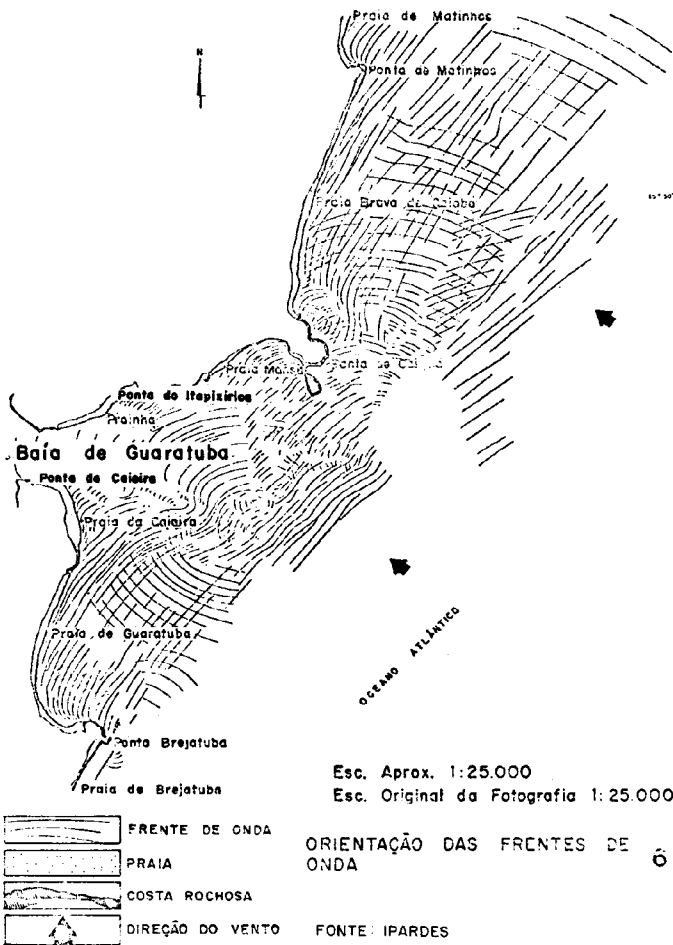 Praia de Matinhos
N
Ponta de Matinhos
Praia Brava de Caiobá
Praia Mansa
Ponta de Caiobá
Ponta do Itapixirios
Prainha
Baía de Guaratuba
Ponta de Caieira
Praia da Caieira
Praia de Guaratuba
OCEANO ATLÂNTICO
Ponta Brejatuba
Praia de Brejatuba
Esc. Aprox. 1:25.000
Esc. Original da Fotografia 1:25.000
FRENTE DE ONDA
PRAIA
COSTA ROCHOSA
DIREÇÃO DO VENTO
ORIENTAÇÃO DAS FRENTES DE
ONDA
FONTE: IPARDES